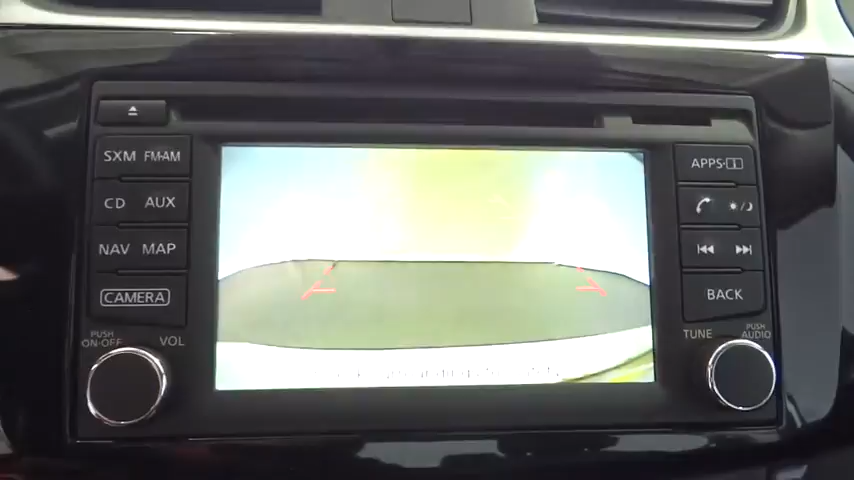 SXM FM·AM
CD AUX
NAV MAP
CAMERA
PUSH
ON·OFF
VOL
APPS·
BACK
TUNE
PUSH
AUDIO